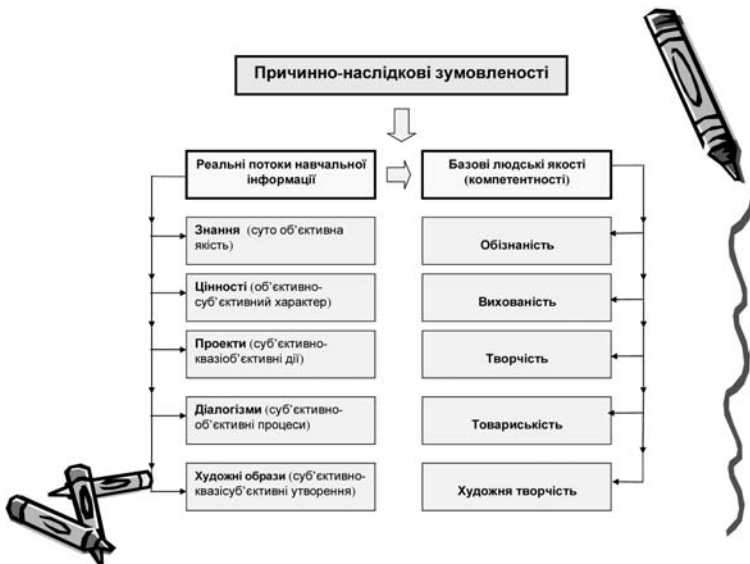 Причинно-наслідкові зумовленості
Реальні потоки навчальної
інформації
Базові людські якості
(компетентності)
Знання (суто об’єктивна
якість)
Обізнаність
Цінності (об’єктивно-
суб’єктивний характер)
Вихованість
Проекти (суб’єктивно-
квазіоб’єктивні дії)
Творчість
Діалогізми (суб’єктивно-
об’єктивні процеси)
Товариськість
Художні образи (суб’єктивно-
квазісуб’єктивні утворення)
Художня творчість